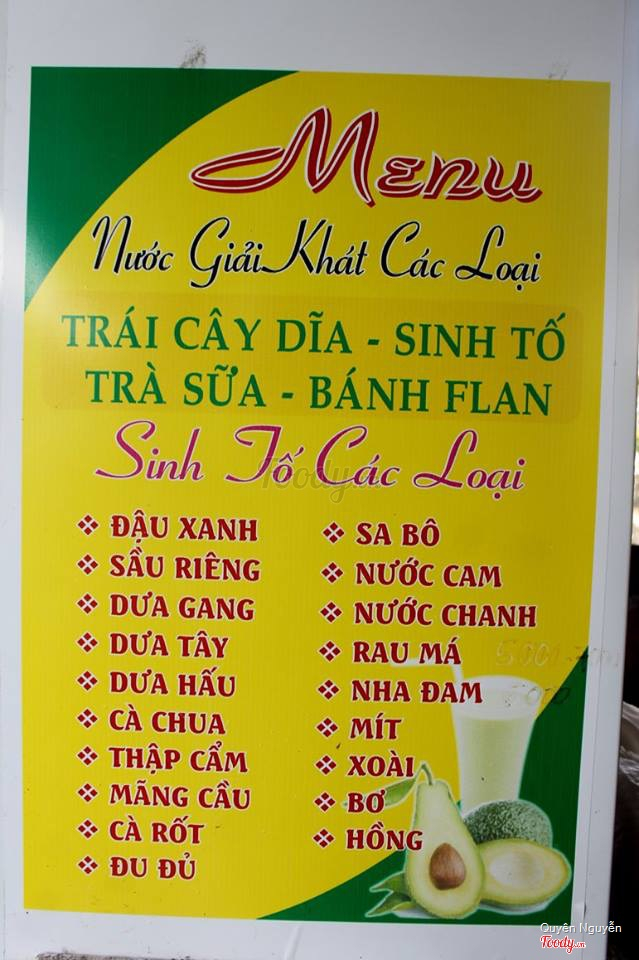 Menu
Nước Giải Khát Các Loại
TRÁI CÂY DĨA - SINH TỐ
TRÀ SỮA - BÁNH FLAN
Sinh Tố Các Loại
Foody
❖ ĐẬU XANH
❖ SẦU RIÊNG
❖ DƯA GANG
❖ DƯA TÂY
❖ DƯA HẤU
❖ CÀ CHUA
❖ THẬP CẨM
❖ MÃNG CẦU
❖ CÀ RỐT
❖ ĐU ĐỦ
❖ SA BÔ
❖ NƯỚC CAM
❖ NƯỚC CHANH
❖ RAU MÁ
❖ NHA ĐAM
❖ MÍT
❖ XOÀI
❖ BƠ
❖ HỒNG
Quyên Nguyễn
Foody.vn